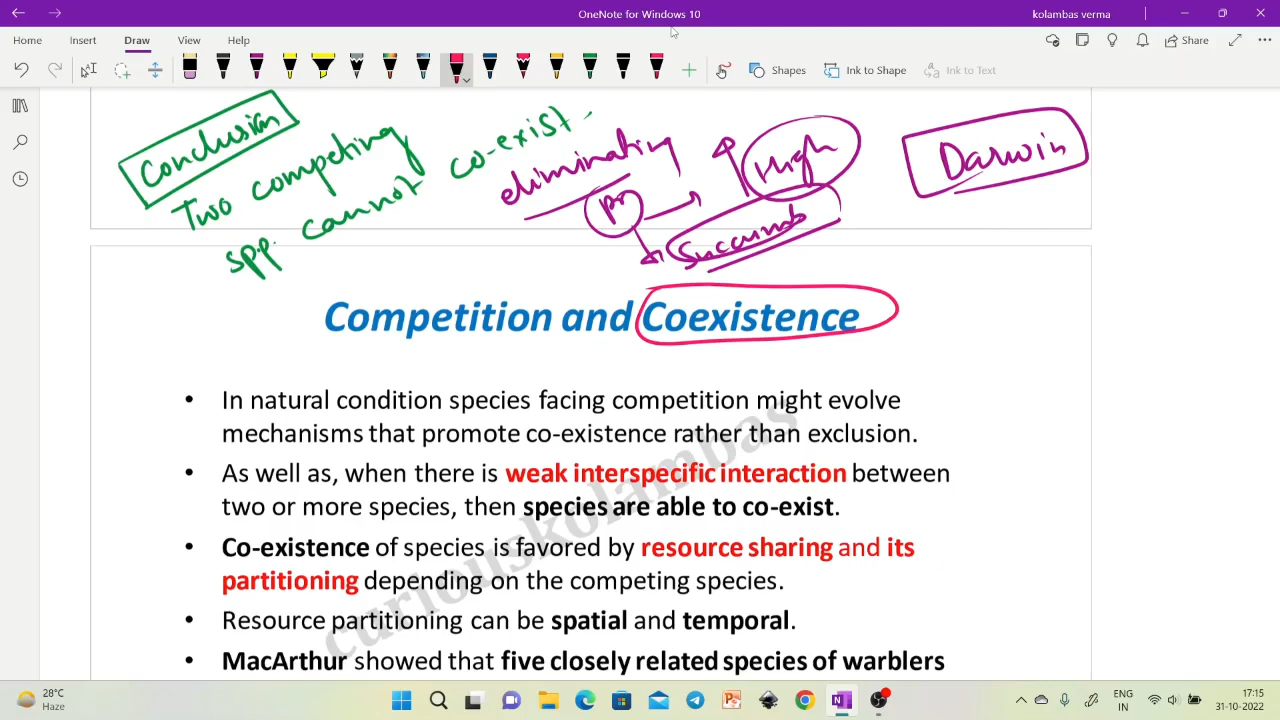 OneNote for Windows 10
kolambas verma
Home Insert Draw View Help
Share
Shapes
Ink to Shape
Ink to Text
Conclusion
Two competing
spp. cannot co-exist
eliminating
High
Succumb
Darwin
Competition and Coexistence
• In natural condition species facing competition might evolve
mechanisms that promote co-existence rather than exclusion.
• As well as, when there is weak interspecific interaction between
two or more species, then species are able to co-exist.
• Co-existence of species is favored by resource sharing and its
partitioning depending on the competing species.
• Resource partitioning can be spatial and temporal.
• MacArthur showed that five closely related species of warblers
curiouskolambas
28°C
Haze
ENG
IN
17:15
31-10-2022